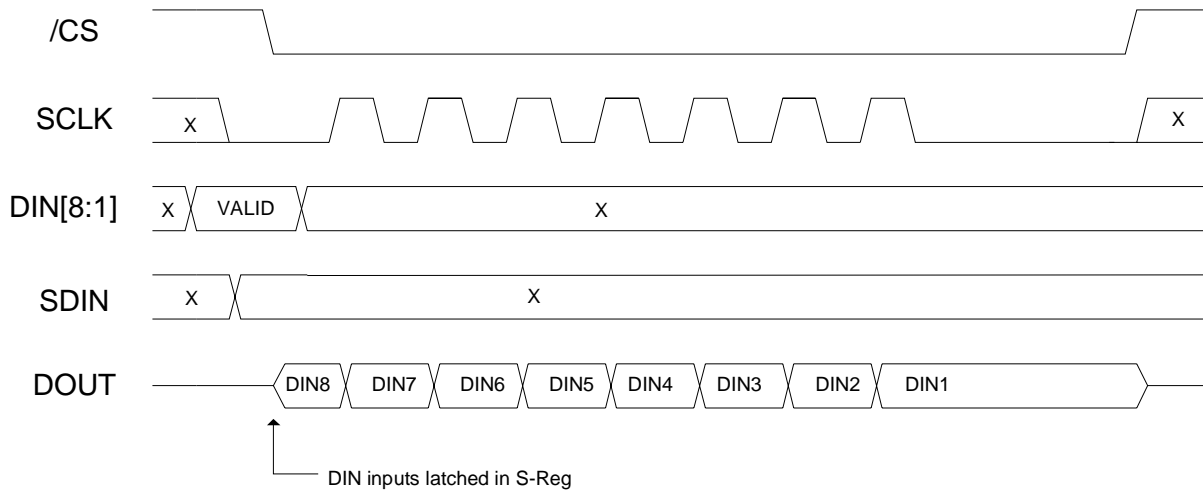 /CS
SCLK X X
DIN[8:1] X VALID X
SDIN X X
DOUT DIN8 DIN7 DIN6 DIN5 DIN4 DIN3 DIN2 DIN1
DIN inputs latched in S-Reg